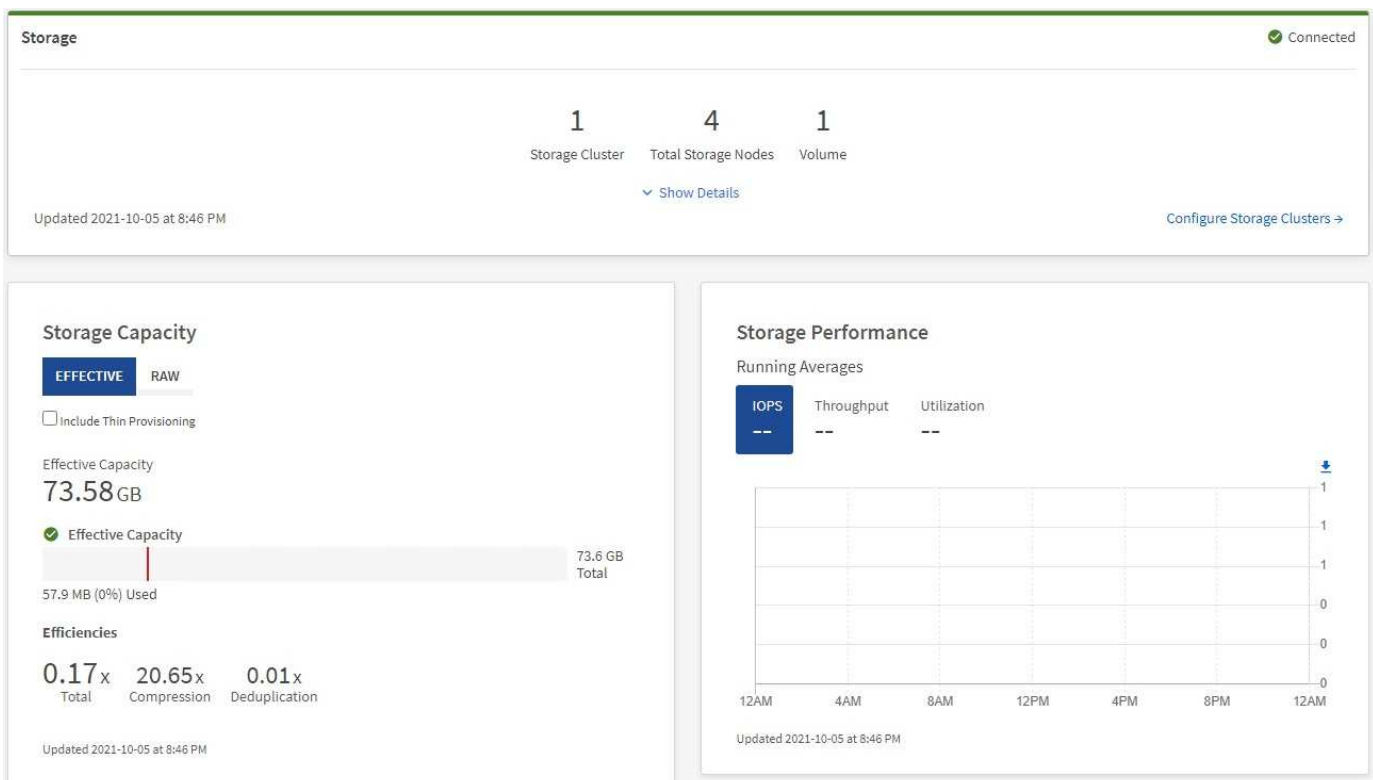 Storage
Connected
1 4 1
Storage Cluster Total Storage Nodes Volume
Show Details
Updated 2021-10-05 at 8:46 PM
Configure Storage Clusters →
Storage Capacity
EFFECTIVE RAW
Include Thin Provisioning
Effective Capacity
73.58 GB
Effective Capacity
73.6 GB
Total
57.9 MB (0%) Used
Efficiencies
0.17x 20.65x 0.01x
Total Compression Deduplication
Updated 2021-10-05 at 8:46 PM
Storage Performance
Running Averages
IOPS Throughput Utilization
-- -- --
1
1
1
0
0
0
12AM 4AM 8AM 12PM 4PM 8PM 12AM
Updated 2021-10-05 at 8:46 PM